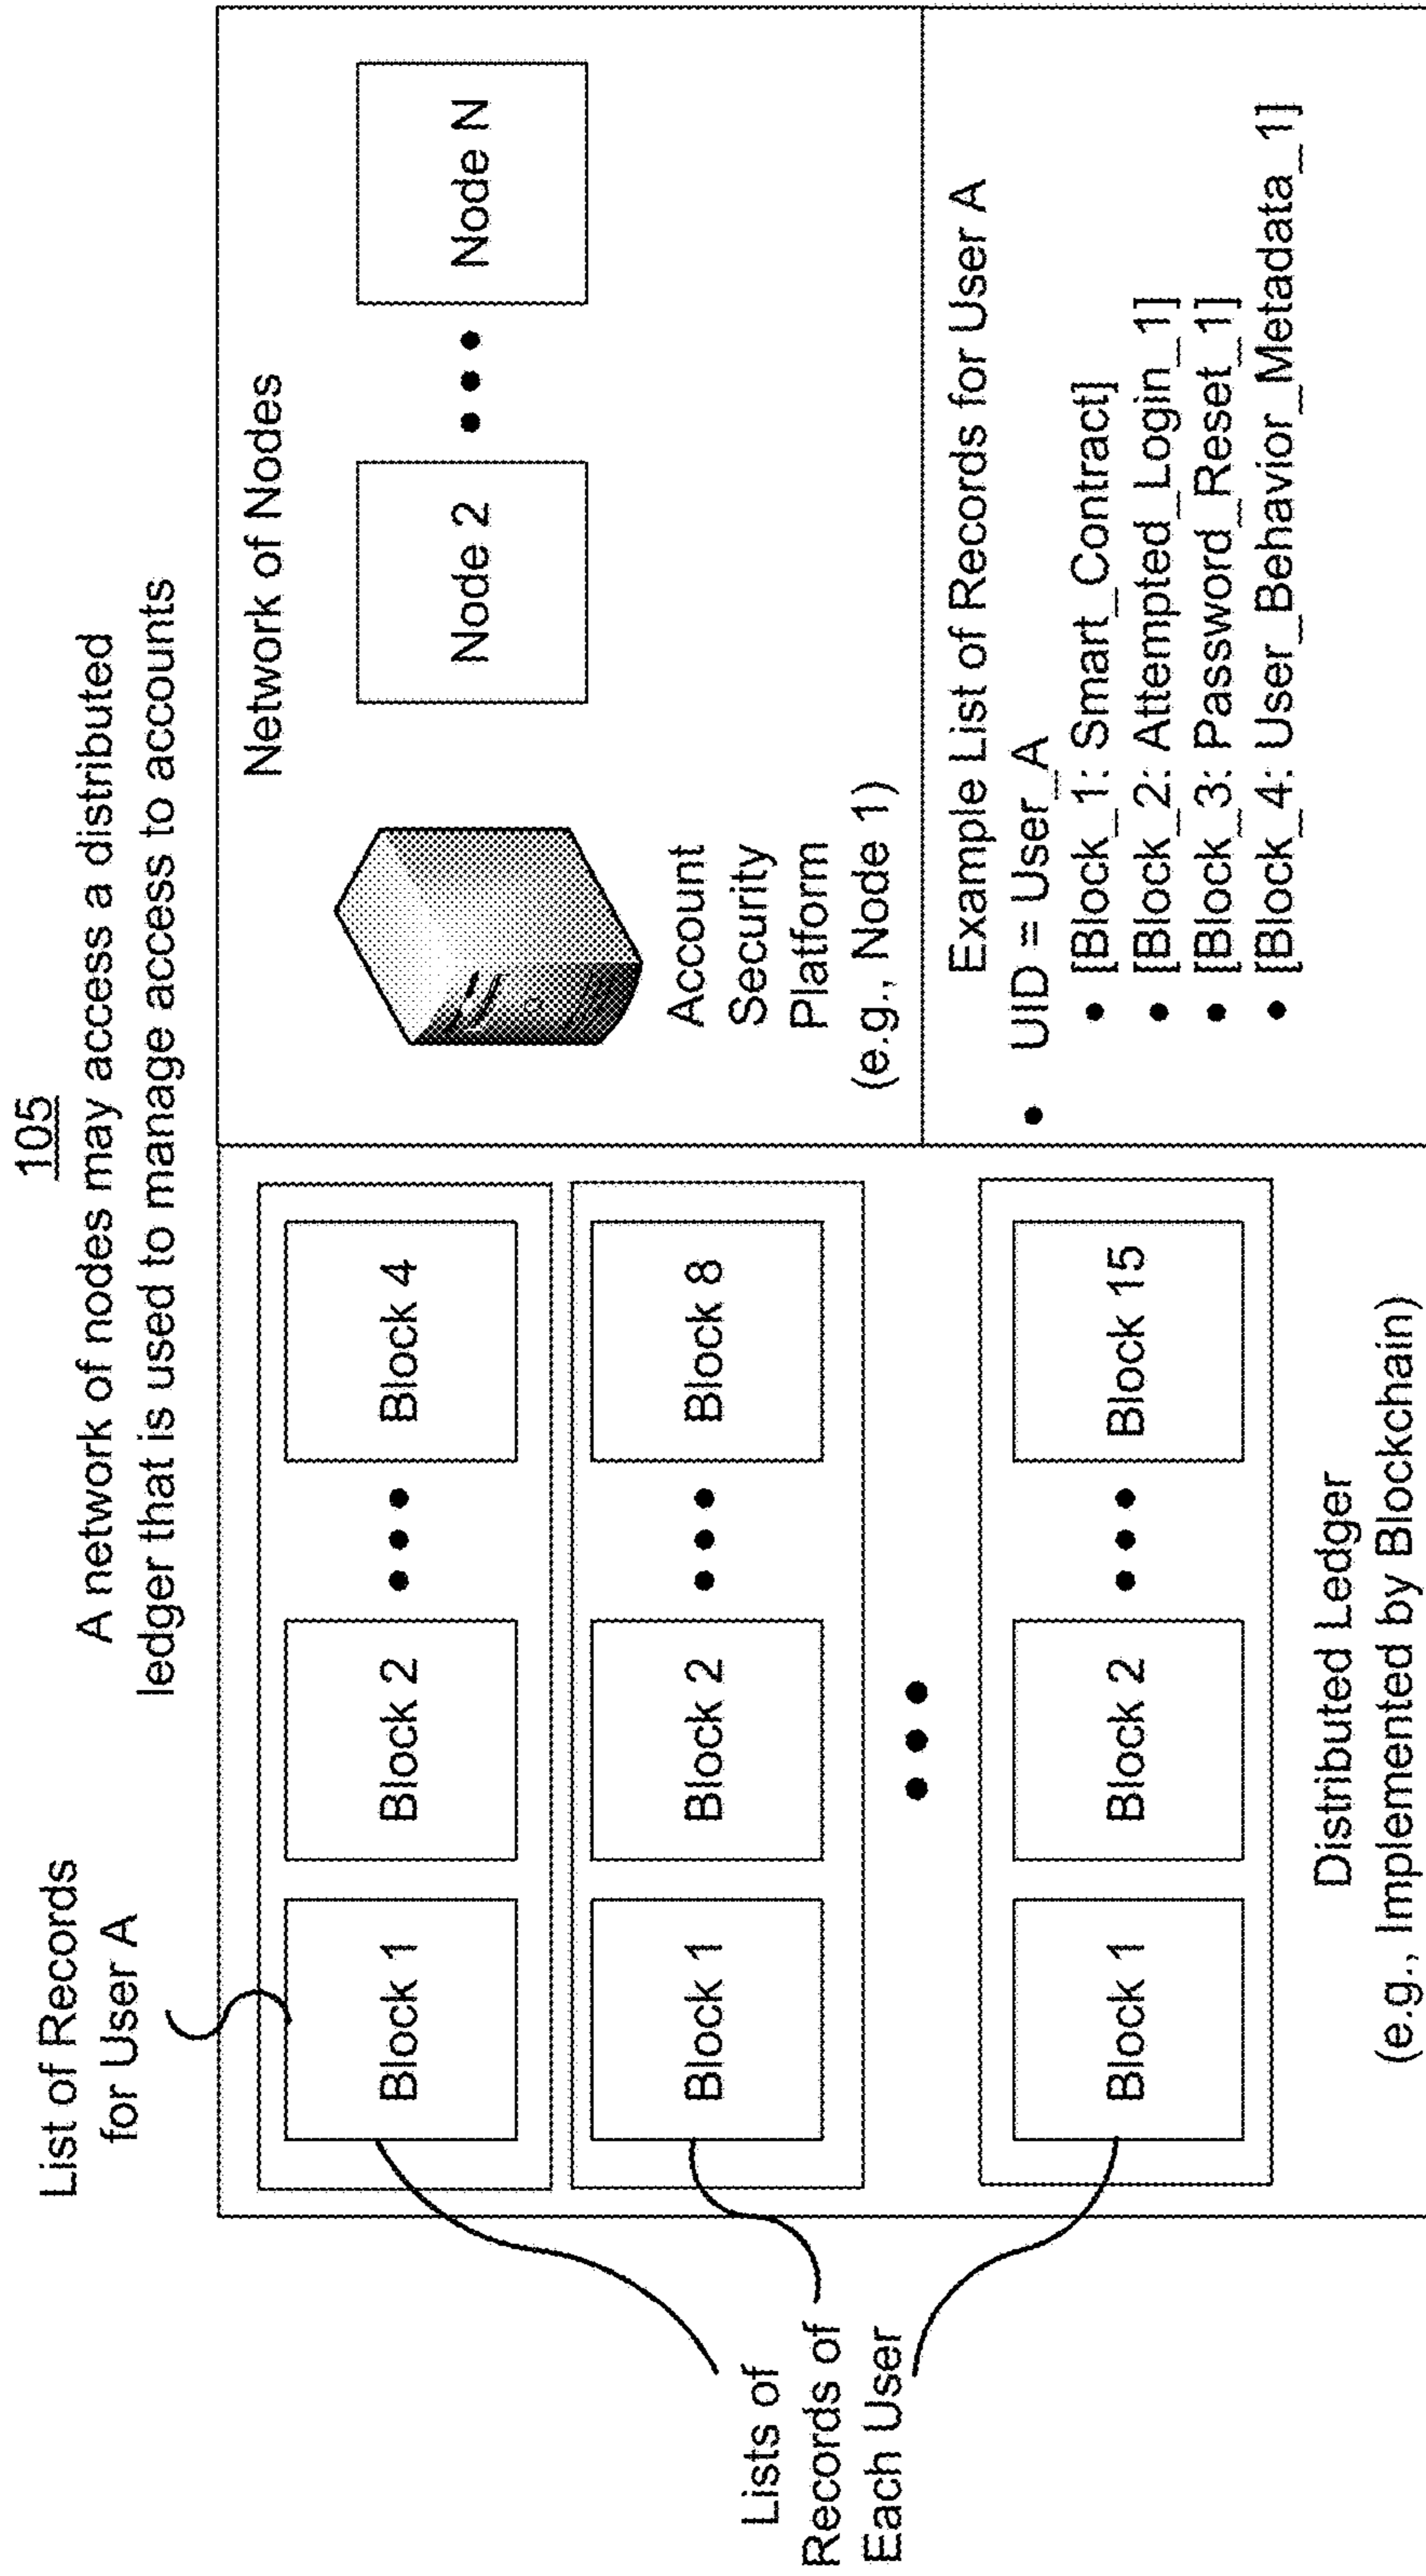 105
A network of nodes may access a distributed
ledger that is used to manage access to accounts
List of Records
for User A
Lists of
Records of
Each User
Block 1
Block 2
Block 4
Block 1
Block 2
Block 8
Block 1
Block 2
Block 15
Distributed Ledger
(e.g., Implemented by Blockchain)
Network of Nodes
Account
Security
Platform
(e.g., Node 1)
Node 2
Node N
Example List of Records for User A
• UID = User_A
• [Block_1: Smart_Contract]
• [Block_2: Attempted_Login_1]
• [Block_3: Password_Reset_1]
• [Block_4: User_Behavior_Metadata_1]